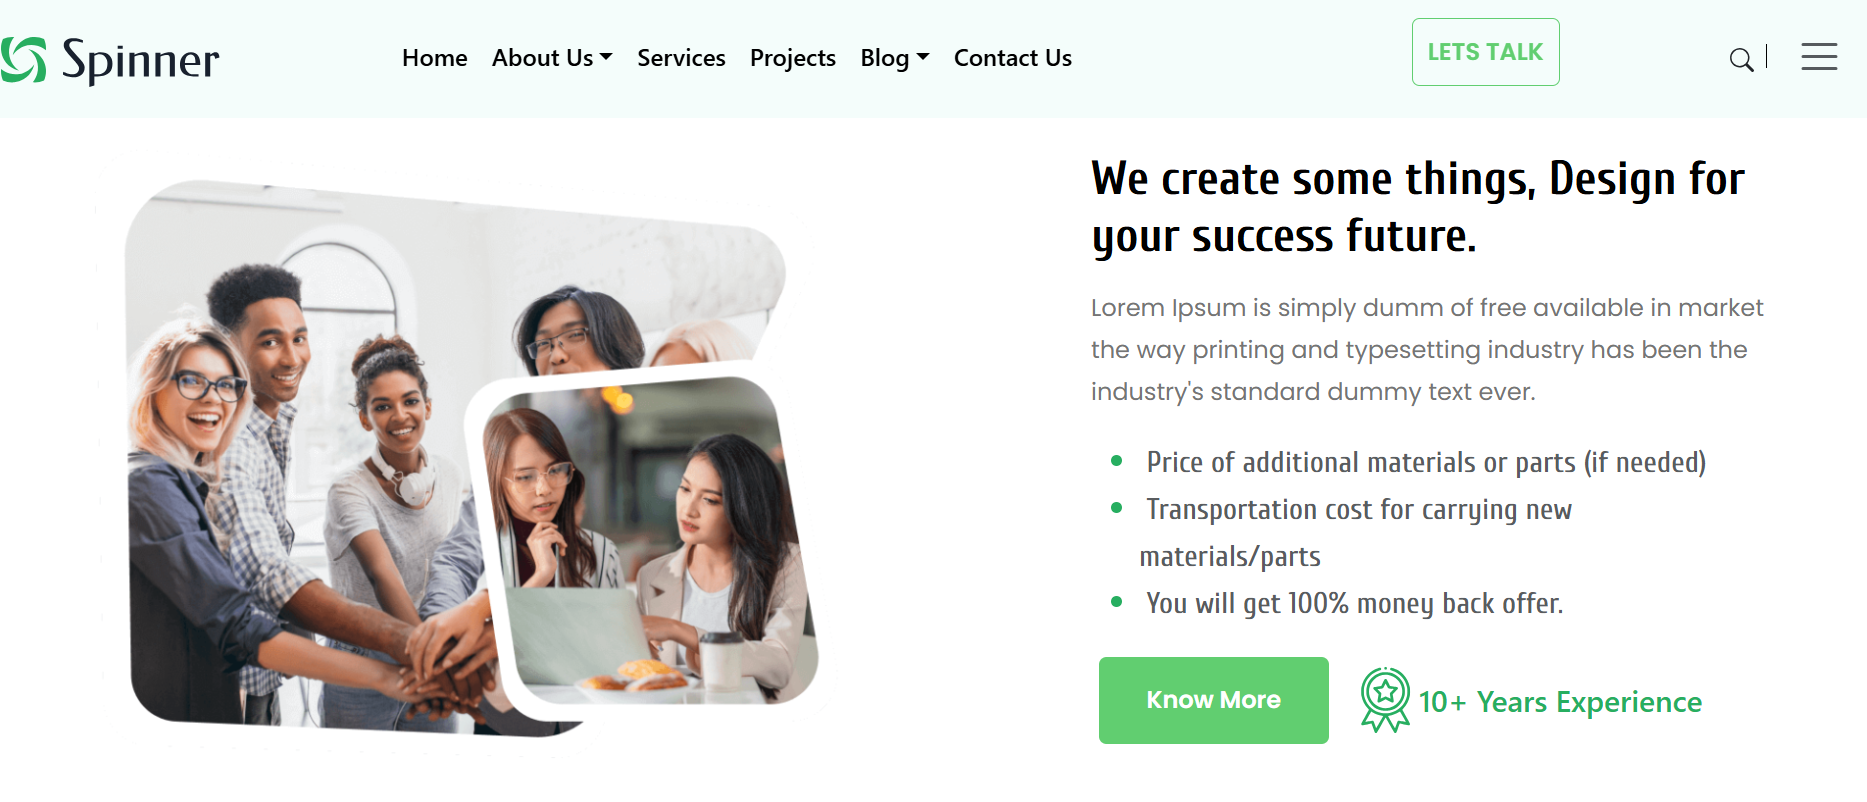 Spinner
Home About Us Services Projects Blog Contact Us
LETS TALK
We create some things, Design for
your success future.
Lorem Ipsum is simply dumm of free available in market
the way printing and typesetting industry has been the
industry's standard dummy text ever.
Price of additional materials or parts (if needed)
Transportation cost for carrying new
materials/parts
You will get 100% money back offer.
Know More
10+ Years Experience